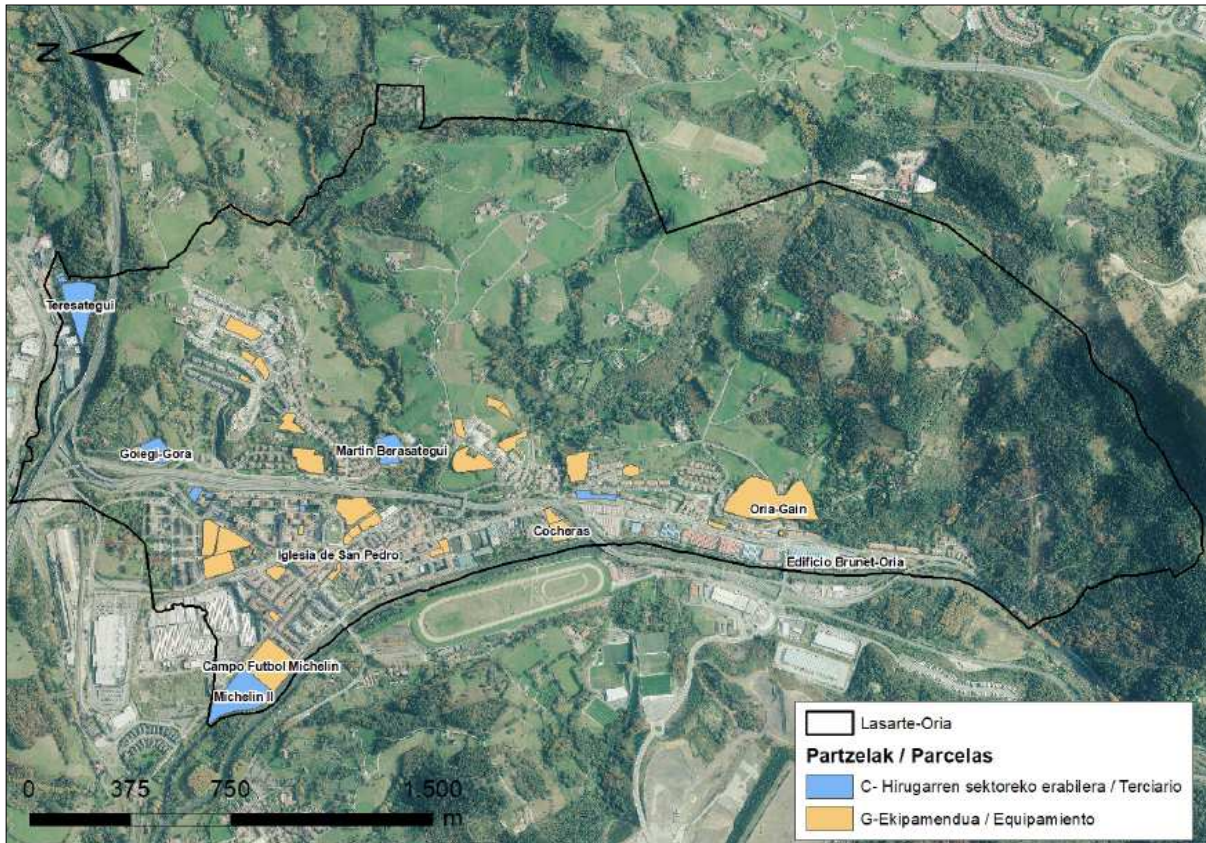 N
Teresategui
Goiegi-Gora
Martin Berasategui
Oria-Gain
Cocheras
Iglesia de San Pedro
Edificio Brunet-Oria
Campo Futbol Michelin
Michelin II
0 375 750 1.500
m
Lasarte-Oria
Partzelak / Parcelas
C- Hirugarren sektoreko erabilera / Terciario
G-Ekipamendua / Equipamiento